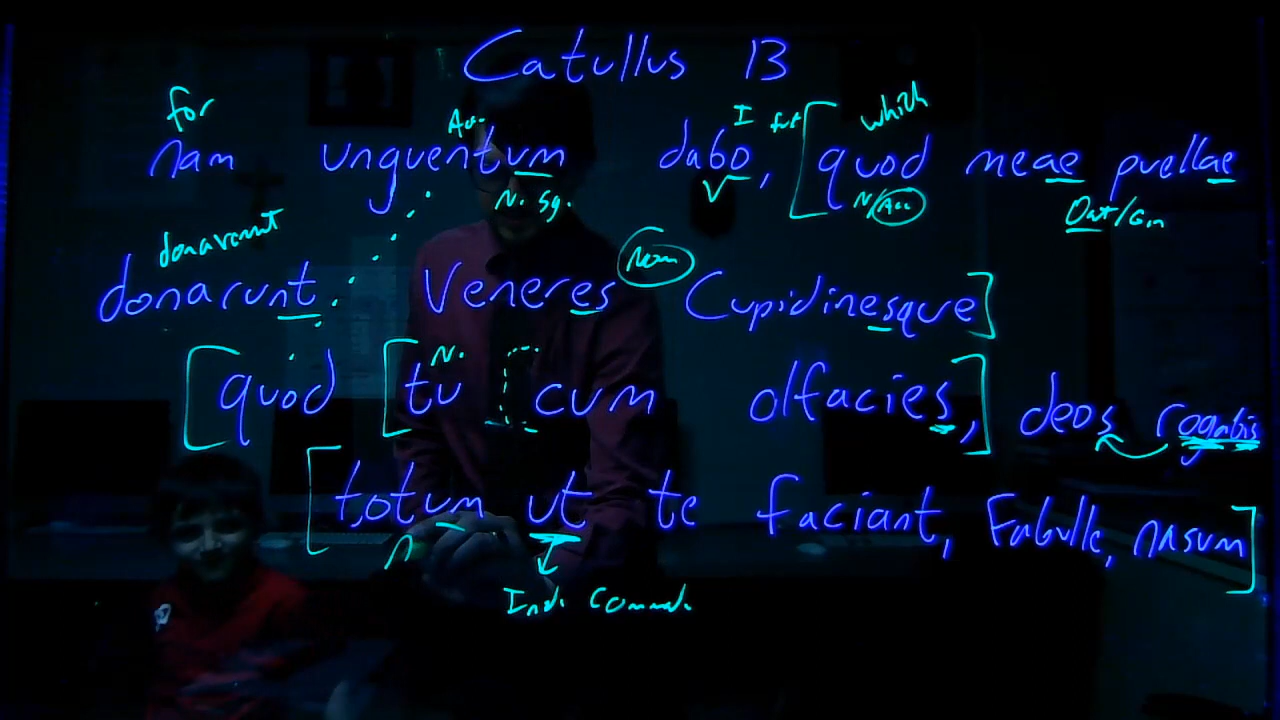 Catullus 13
for Acc. I fut which
nam unguentum dabo, [quod meae puellae
N. Sg. V N/Acc Dat/Gen
donaverunt Nom
donarunt Veneres Cupidinesque]
N.
[quod [tu [cum olfacies,] deos rogabis
[totum ut te faciant, Fabulle, nasum]
n
Ind. Command.